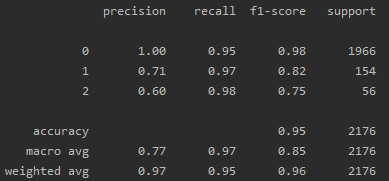 precision recall f1-score support
0 1.00 0.95 0.98 1966
1 0.71 0.97 0.82 154
2 0.60 0.98 0.75 56
accuracy 0.95 2176
macro avg 0.77 0.97 0.85 2176
weighted avg 0.97 0.95 0.96 2176